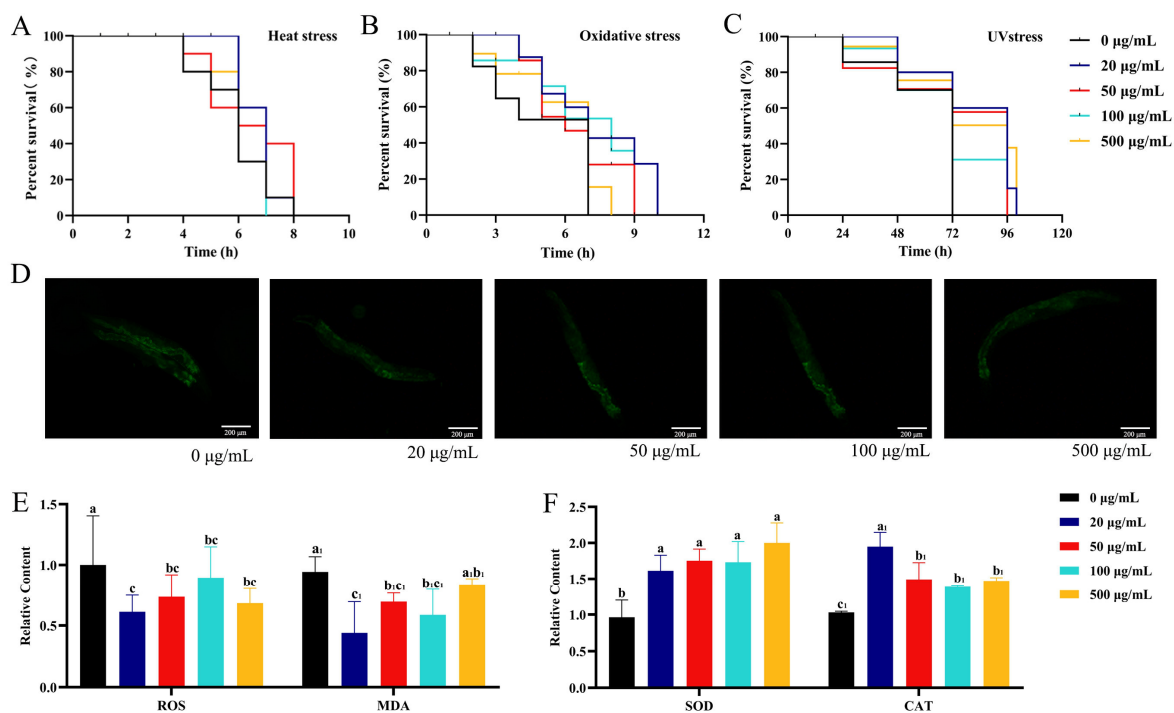 A
Heat stress
Percent survival（%）
100
80
60
40
20
0
0 2 4 6 8 10
Time (h)
B
Oxidative stress
Percent survival (%)
100
80
60
40
20
0
0 3 6 9 12
Time (h)
C
UVstress
Percent survival (%)
100
80
60
40
20
0
0 24 48 72 96 120
Time (h)
0 μg/mL
20 μg/mL
50 μg/mL
100 μg/mL
500 μg/mL
D
200 μm
200 μm
200 μm
200 μm
200 μm
0 μg/mL
20 μg/mL
50 μg/mL
100 μg/mL
500 μg/mL
E
Relative Content
1.5
1.0
0.5
0.0
a
c
bc
bc
bc
a₁
c₁
b₁c₁
b₁c₁
a₁b₁
ROS MDA
F
Relative Content
2.5
2.0
1.5
1.0
0.5
0.0
b
a
a
a
a
c₁
a₁
b₁
b₁
b₁
SOD CAT
0 μg/mL
20 μg/mL
50 μg/mL
100 μg/mL
500 μg/mL